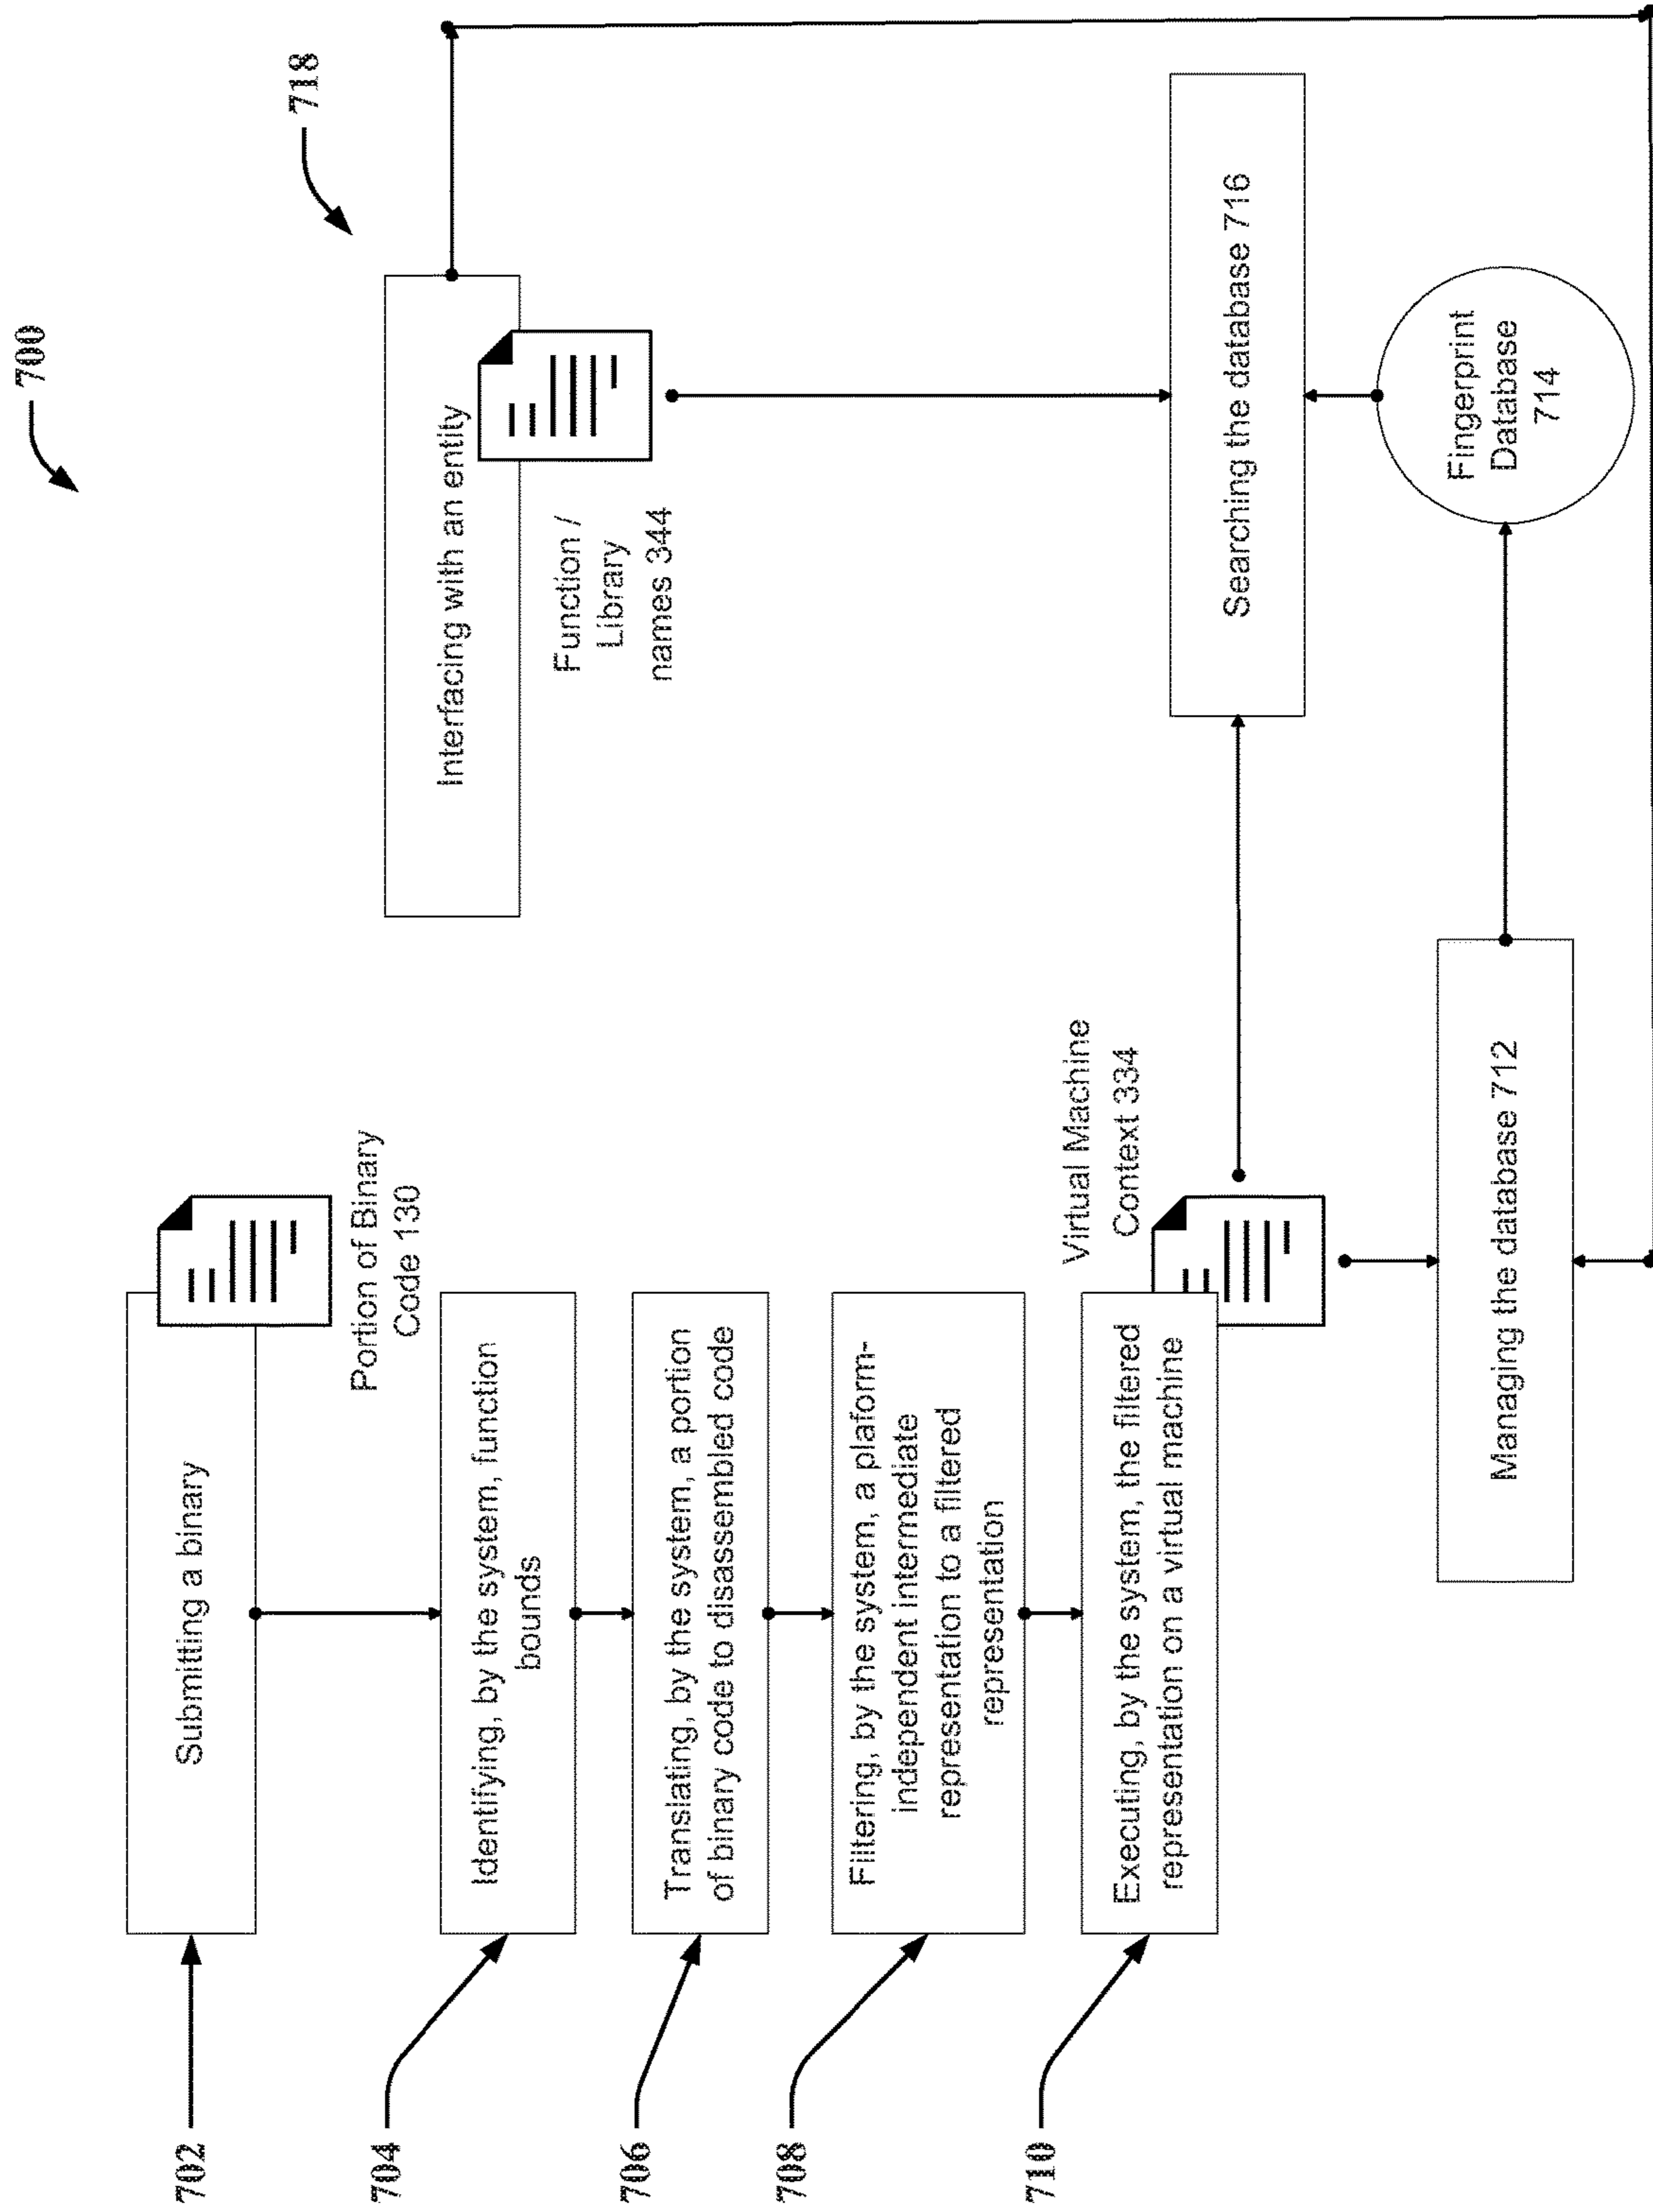 700
702
Submitting a binary
Portion of Binary
Code 130
704
Identifying, by the system, function
bounds
706
Translating, by the system, a portion
of binary code to disassembled code
708
Filtering, by the system, a plaform-
independent intermediate
representation to a filtered
representation
710
Executing, by the system, the filtered
representation on a virtual machine
Virtual Machine
Context 334
Managing the database 712
718
Interfacing with an entity
Function /
Library
names 344
Searching the database 716
Fingerprint
Database
714